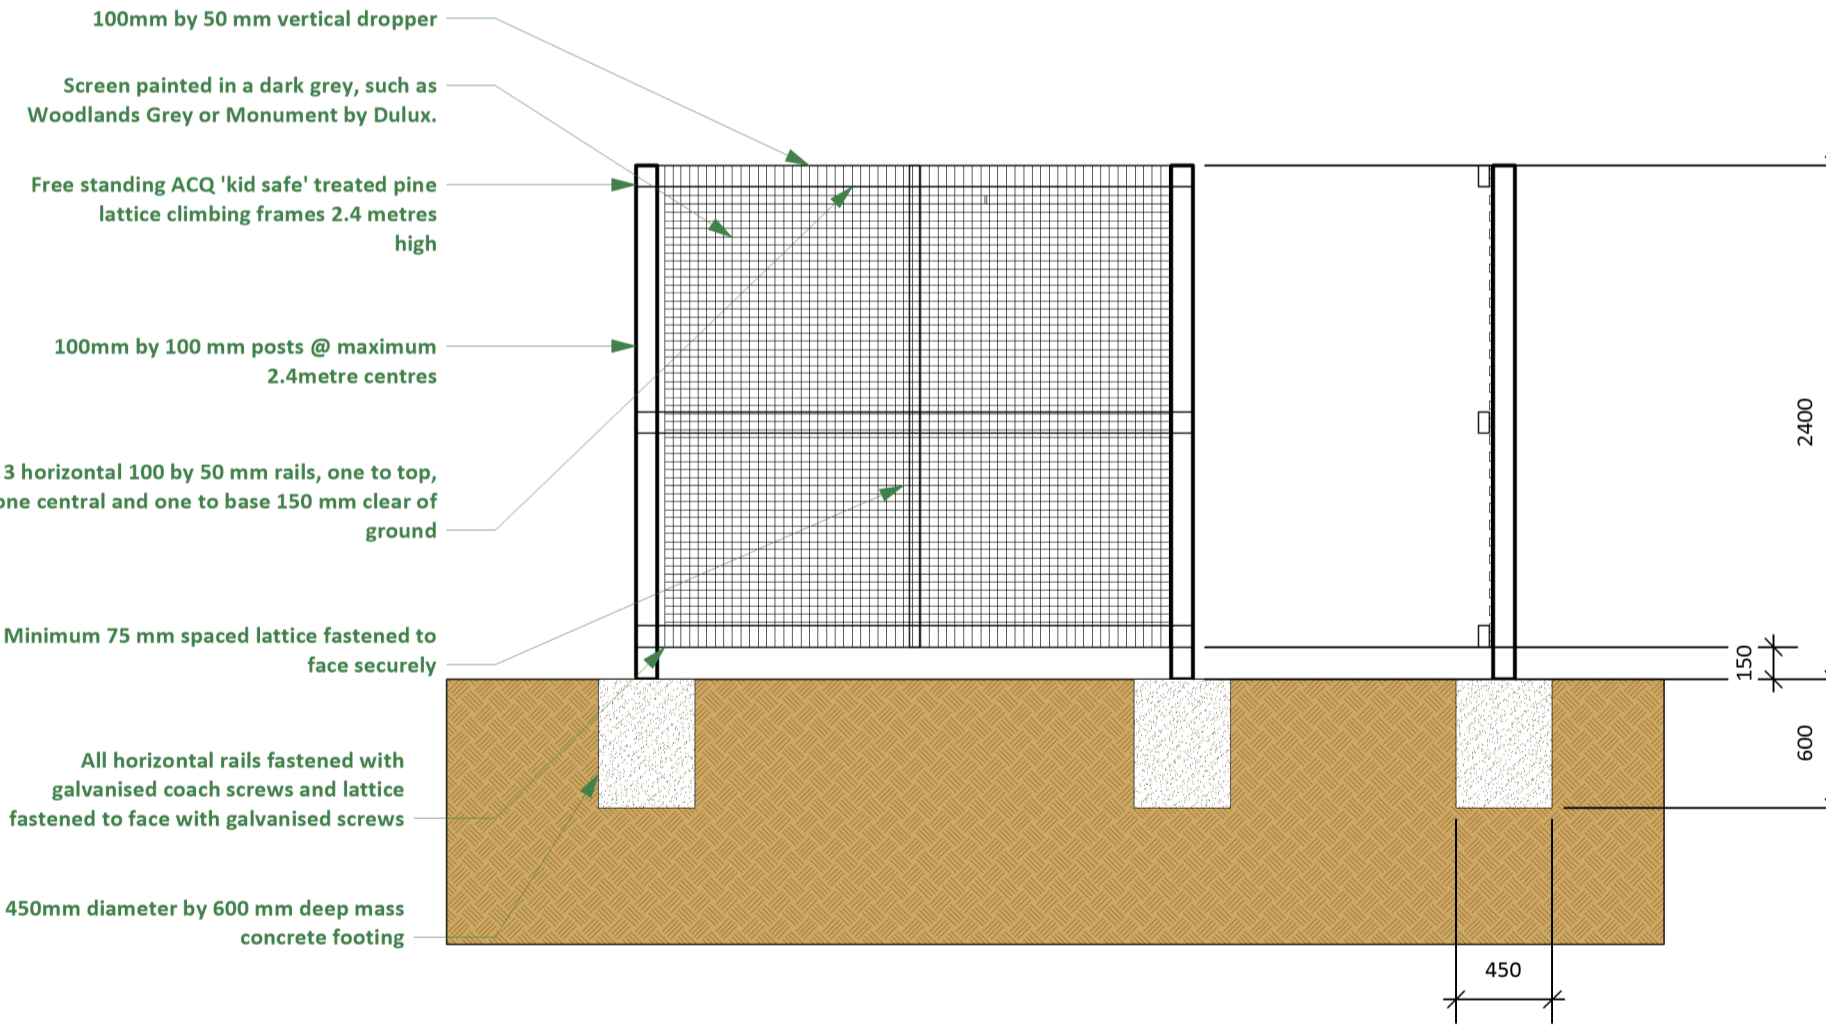 100mm by 50 mm vertical dropper
Screen painted in a dark grey, such as
Woodlands Grey or Monument by Dulux.
Free standing ACQ 'kid safe' treated pine
lattice climbing frames 2.4 metres
high
100mm by 100 mm posts @ maximum
2.4metre centres
3 horizontal 100 by 50 mm rails, one to top,
one central and one to base 150 mm clear of
ground
Minimum 75 mm spaced lattice fastened to
face securely
All horizontal rails fastened with
galvanised coach screws and lattice
fastened to face with galvanised screws
450mm diameter by 600 mm deep mass
concrete footing
2400
150
600
450